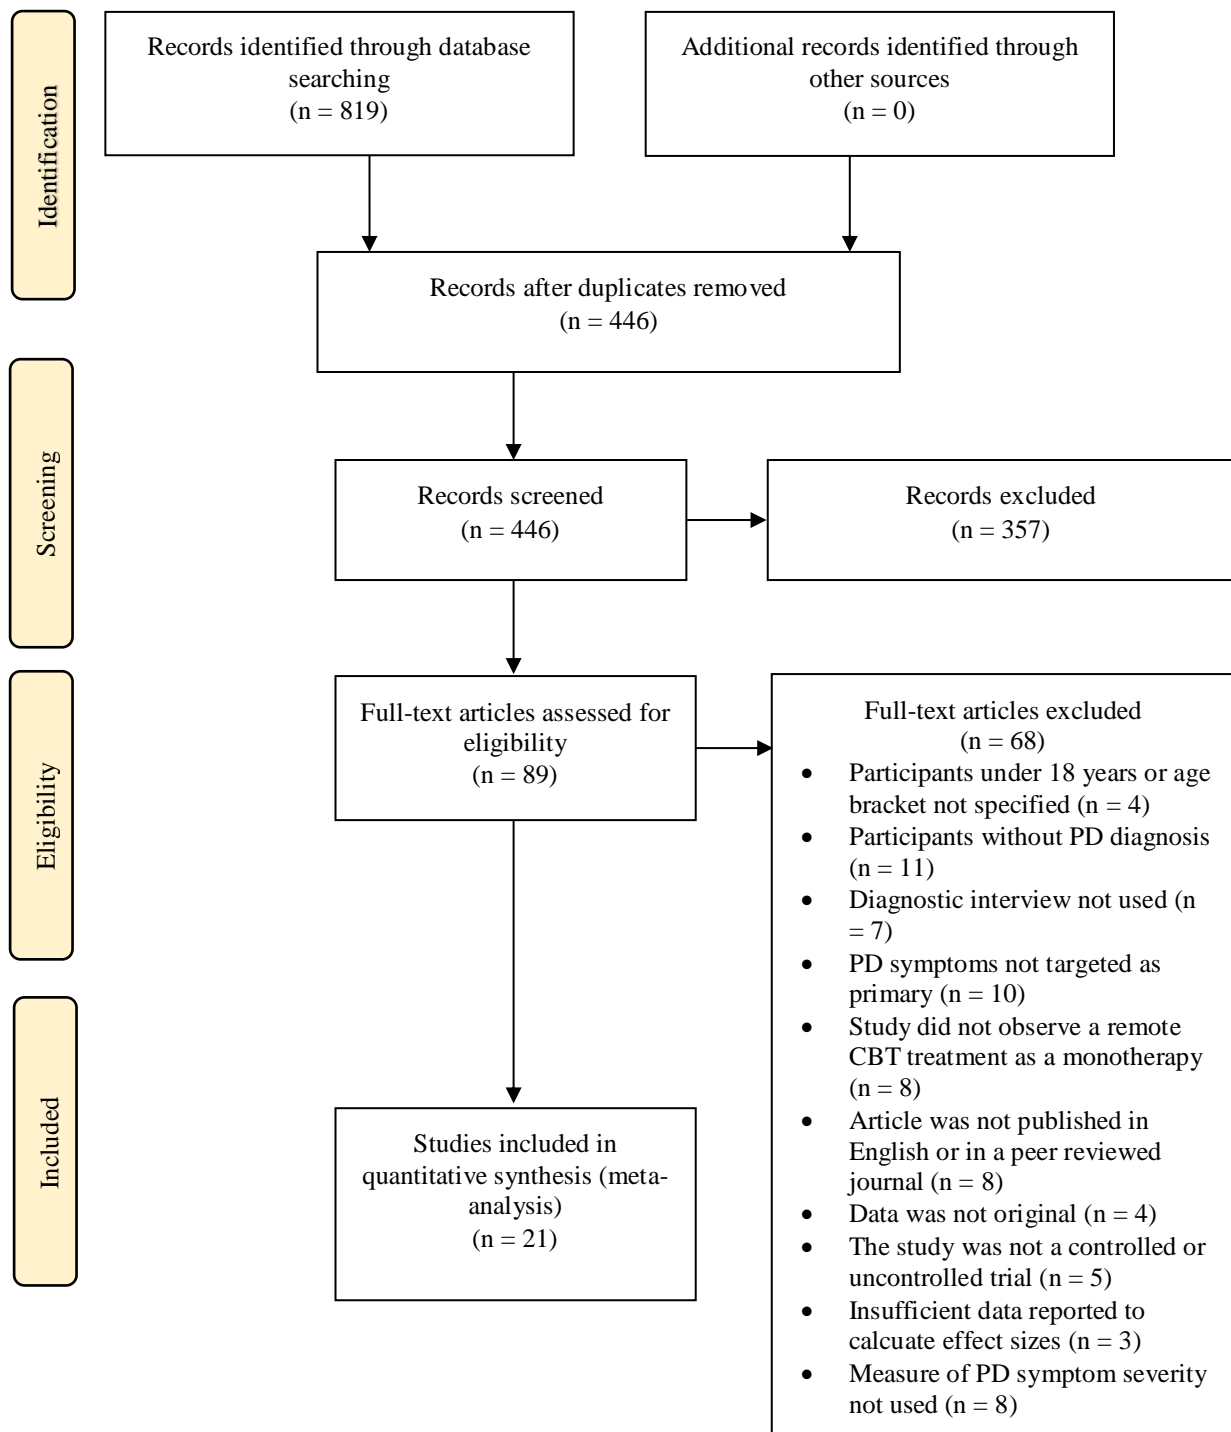 Identification
Records identified through database
searching
(n = 819)
Additional records identified through
other sources
(n = 0)
Records after duplicates removed
(n = 446)
Screening
Records screened
(n = 446)
Records excluded
(n = 357)
Eligibility
Full-text articles assessed for
eligibility
(n = 89)
Full-text articles excluded
(n = 68)
• Participants under 18 years or age
bracket not specified (n = 4)
• Participants without PD diagnosis
(n = 11)
• Diagnostic interview not used (n
= 7)
• PD symptoms not targeted as
primary (n = 10)
• Study did not observe a remote
CBT treatment as a monotherapy
(n = 8)
• Article was not published in
English or in a peer reviewed
journal (n = 8)
• Data was not original (n = 4)
• The study was not a controlled or
uncontrolled trial (n = 5)
• Insufficient data reported to
calcuate effect sizes (n = 3)
• Measure of PD symptom severity
not used (n = 8)
Included
Studies included in
quantitative synthesis (meta-
analysis)
(n = 21)